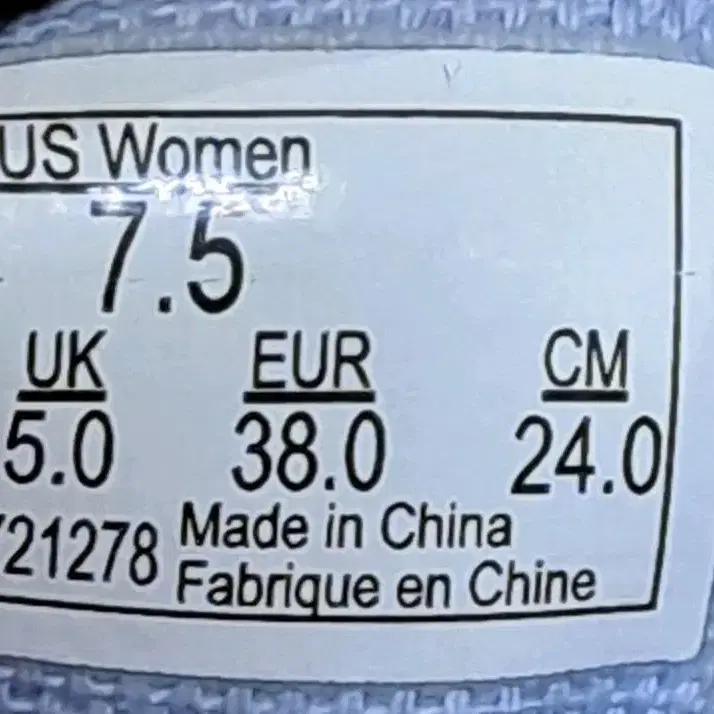 US Women
7.5
UK EUR CM
5.0 38.0 24.0
21278 Made in China
Fabrique en Chine